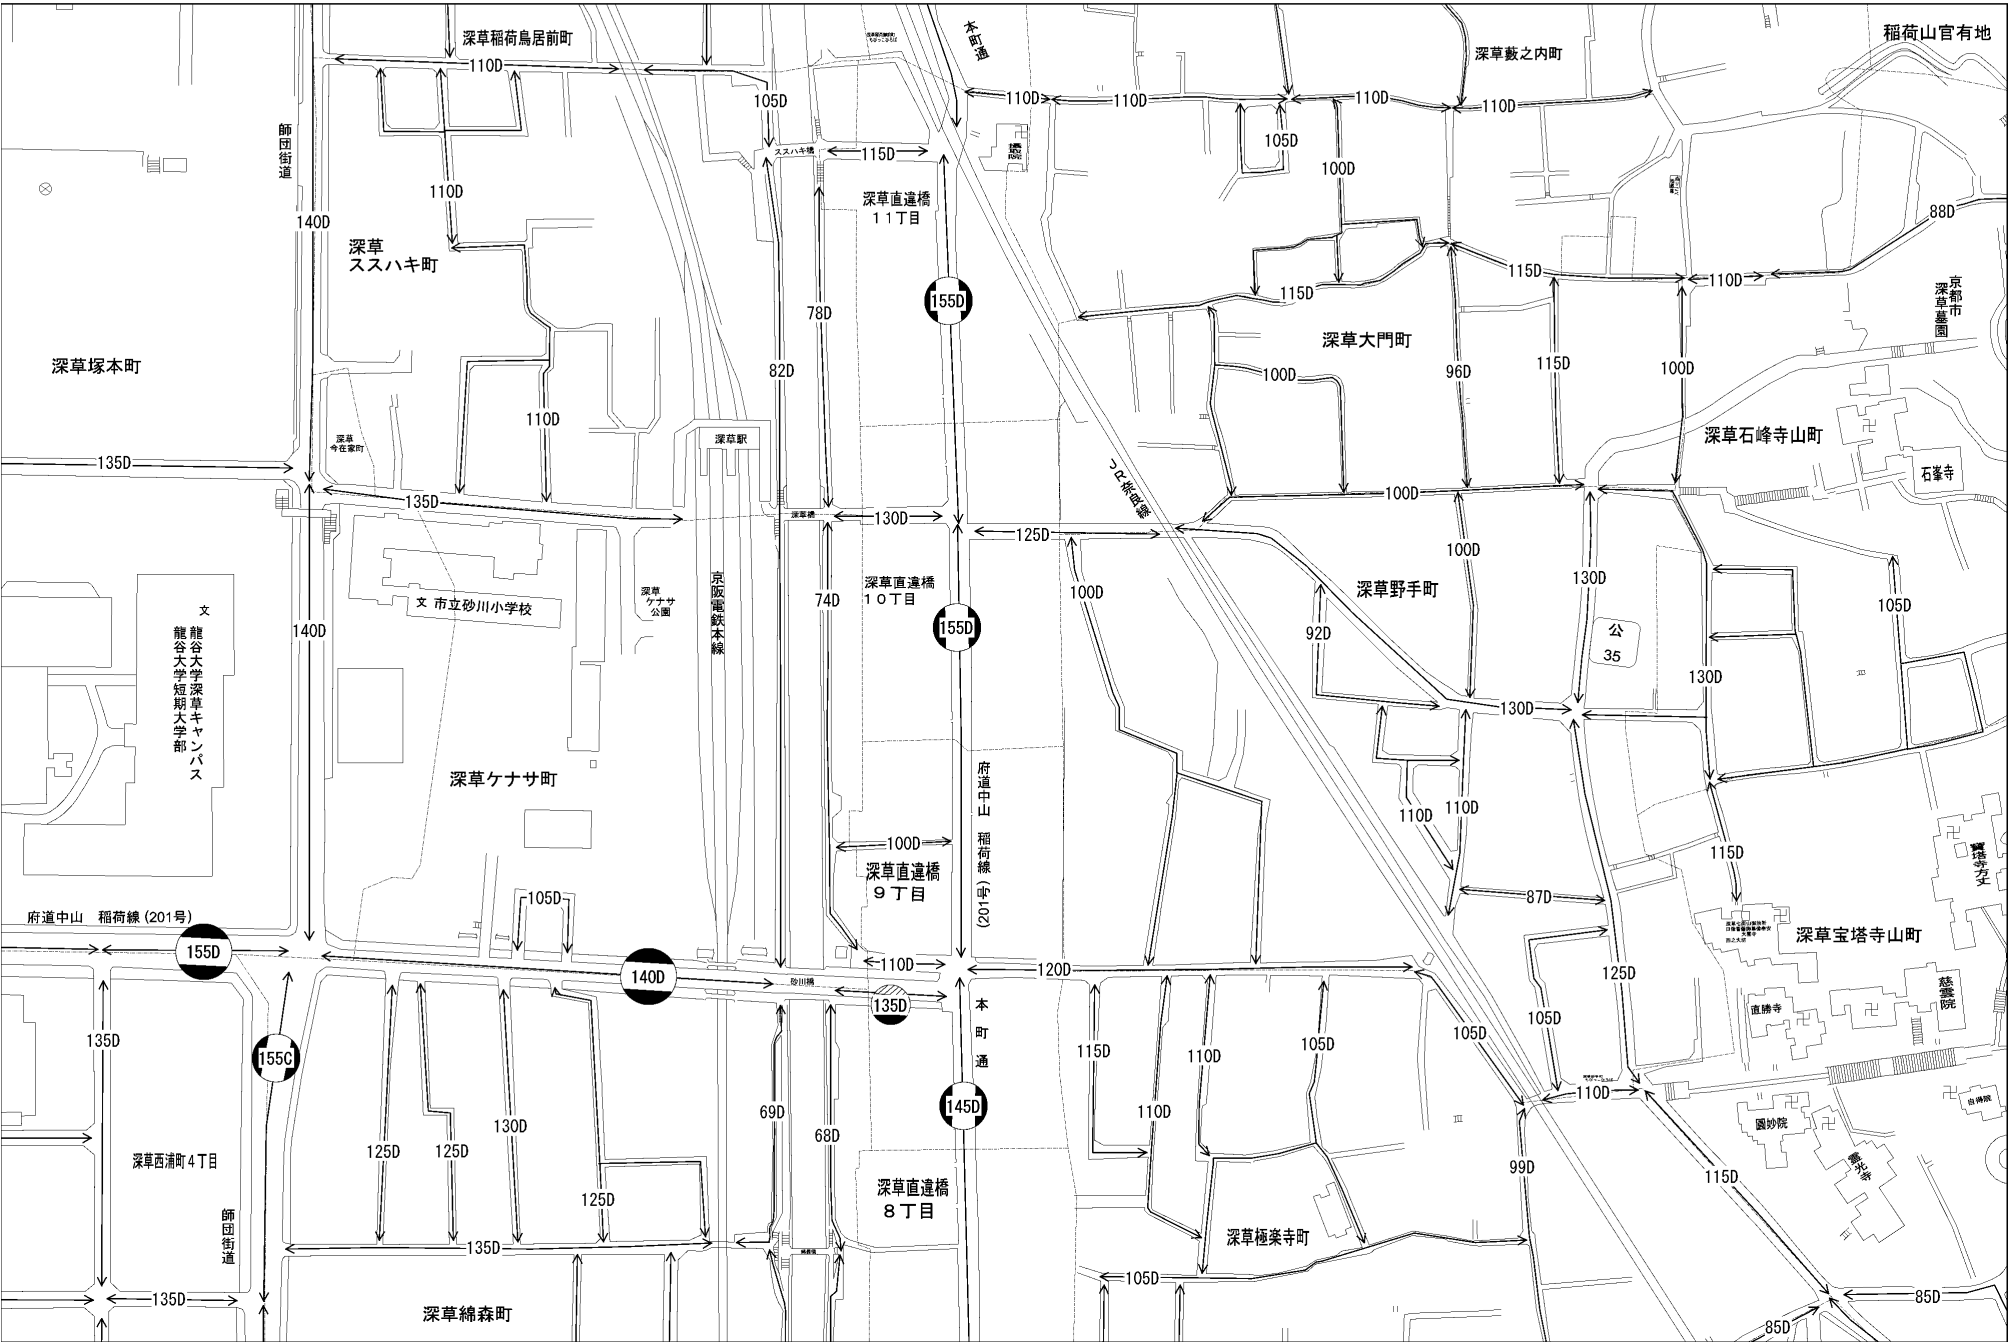 深草稲荷鳥居前町
本町通
深草藪之内町
稲荷山官有地
110D
105D
110D
110D
110D
110D
師団街道
ススハキ橋
115D
摂取院
105D
100D
110D
140D
深草直違橋
11丁目
88D
深草
ススハキ町
115D
110D
155D
115D
京都市
深草墓園
78D
深草大門町
深草塚本町
82D
100D
96D
115D
100D
110D
深草
今在家町
深草駅
深草石峰寺山町
135D
JR奈良線
石峯寺
135D
深草橋
130D
100D
125D
100D
深草直違橋
10丁目
京阪電鉄本線
74D
100D
深草野手町
130D
105D
文 市立砂川小学校
深草
ケナサ
公園
文
龍谷大学深草キャンパス
龍谷大学短期大学部
140D
155D
92D
公
35
130D
130D
深草ケナサ町
府道中山 稲荷線(201号)
110D
110D
100D
115D
寶塔寺方丈
深草直違橋
9丁目
105D
87D
府道中山 稲荷線(201号)
155D
深草宝塔寺山町
110D
120D
125D
140D
砂川橋
135D
慈雲院
直勝寺
本町通
105D
105D
135D
155C
115D
110D
105D
110D
145D
自得院
69D
68D
110D
圓妙院
125D
125D
130D
霊光寺
深草西浦町4丁目
99D
115D
125D
深草直違橋
8丁目
師団街道
深草極楽寺町
135D
105D
135D
85D
深草綿森町
85D